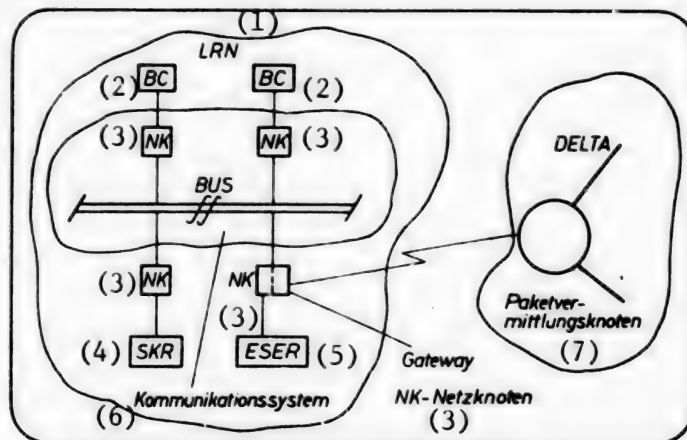 (1)
LRN
(2) BC BC (2)
(3) NK NK (3)
BUS
DELTA
(3) NK NK
(3)
(4) SKR ESER (5)
Gateway
Paketver-
mittlungsknoten
(7)
Kommunikationssystem
(6)
NK-Netzknoten
(3)